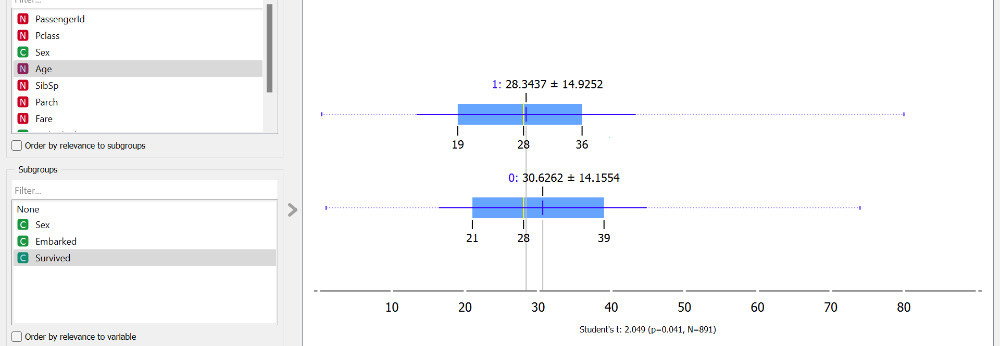 N PassengerId
N Pclass
C Sex
N Age
N SibSp
N Parch
N Fare
Order by relevance to subgroups
Subgroups
Filter...
None
C Sex
C Embarked
C Survived
Order by relevance to variable
1: 28.3437 ± 14.9252
19 28 36
0: 30.6262 ± 14.1554
21 28 39
10 20 30 40 50 60 70 80
Student's t: 2.049 (p=0.041, N=891)